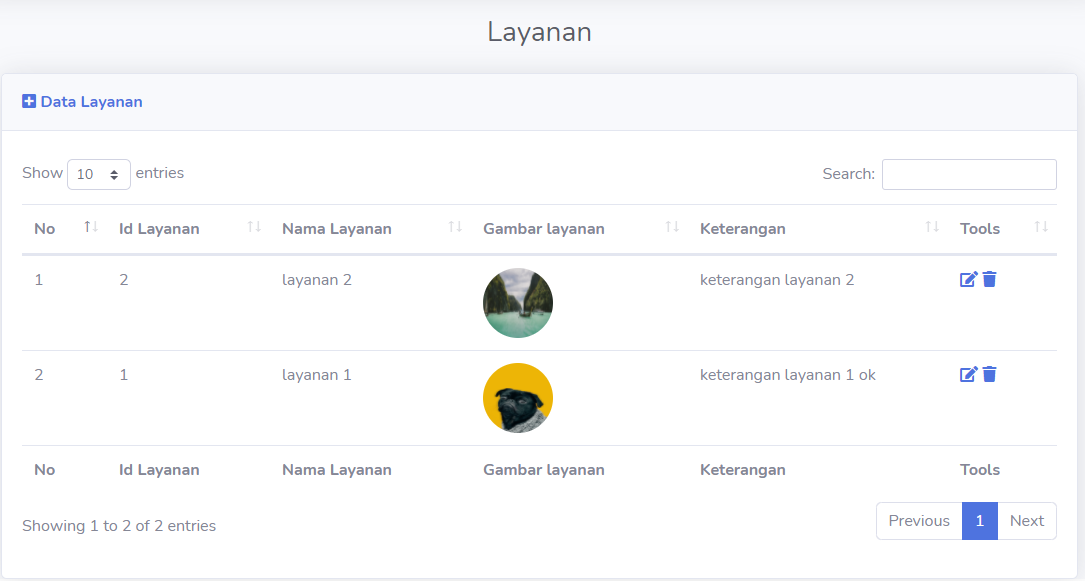 Layanan
Data Layanan
Show 10 entries Search:
No Id Layanan Nama Layanan Gambar layanan Keterangan Tools
1 2 layanan 2 keterangan layanan 2
2 1 layanan 1 keterangan layanan 1 ok
No Id Layanan Nama Layanan Gambar layanan Keterangan Tools
Showing 1 to 2 of 2 entries Previous 1 Next